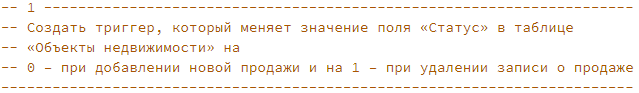 -- 1 ----------------------------------------------------------------------
-- Создать триггер, который меняет значение поля «Статус» в таблице
-- «Объекты недвижимости» на
-- 0 – при добавлении новой продажи и на 1 – при удалении записи о продаже
---------------------------------------------------------------------------